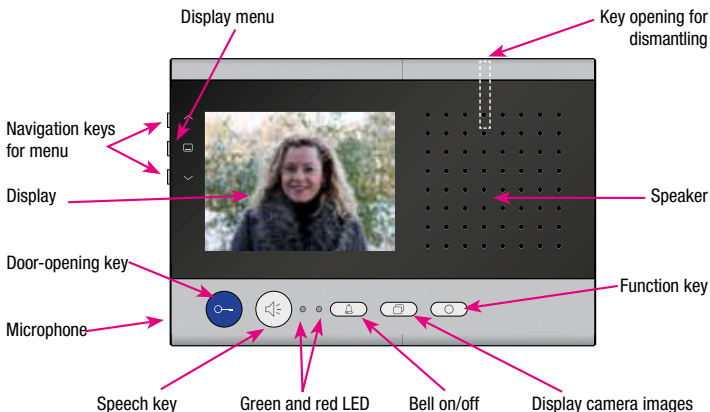 Display menu
Key opening for
dismantling
Navigation keys
for menu
Display
Speaker
Door-opening key
Function key
Microphone
Speech key
Green and red LED
Bell on/off
Display camera images